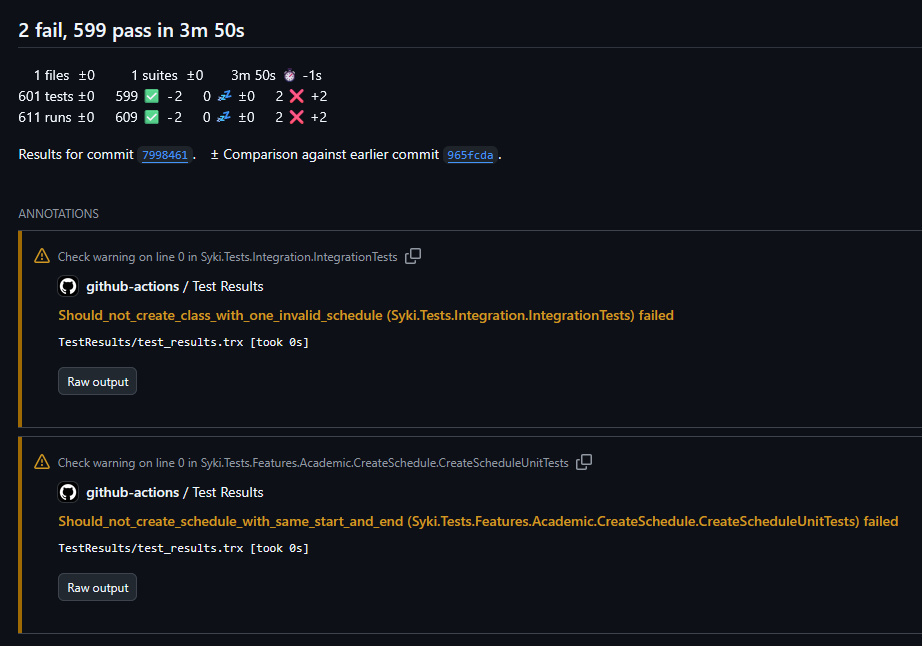 2 fail, 599 pass in 3m 50s
1 files ±0 1 suites ±0 3m 50s ⏱️ -1s
601 tests ±0 599 ✅ -2 0 💤 ±0 2 ❌ +2
611 runs ±0 609 ✅ -2 0 💤 ±0 2 ❌ +2
Results for commit 7998461. ± Comparison against earlier commit 965fcda.
ANNOTATIONS
Check warning on line 0 in Syki.Tests.Integration.IntegrationTests
github-actions / Test Results
Should_not_create_class_with_one_invalid_schedule (Syki.Tests.Integration.IntegrationTests) failed
TestResults/test_results.trx [took 0s]
Raw output
Check warning on line 0 in Syki.Tests.Features.Academic.CreateSchedule.CreateScheduleUnitTests
github-actions / Test Results
Should_not_create_schedule_with_same_start_and_end (Syki.Tests.Features.Academic.CreateSchedule.CreateScheduleUnitTests) failed
TestResults/test_results.trx [took 0s]
Raw output